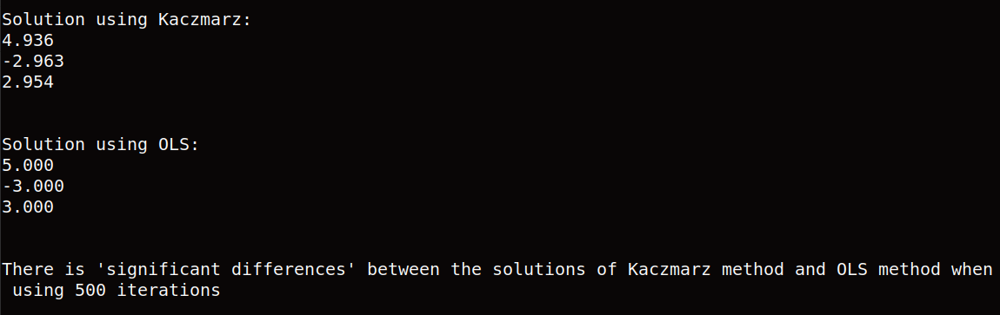 Solution using Kaczmarz:
4.936
-2.963
2.954
Solution using OLS:
5.000
-3.000
3.000
There is 'significant differences' between the solutions of Kaczmarz method and OLS method when
using 500 iterations